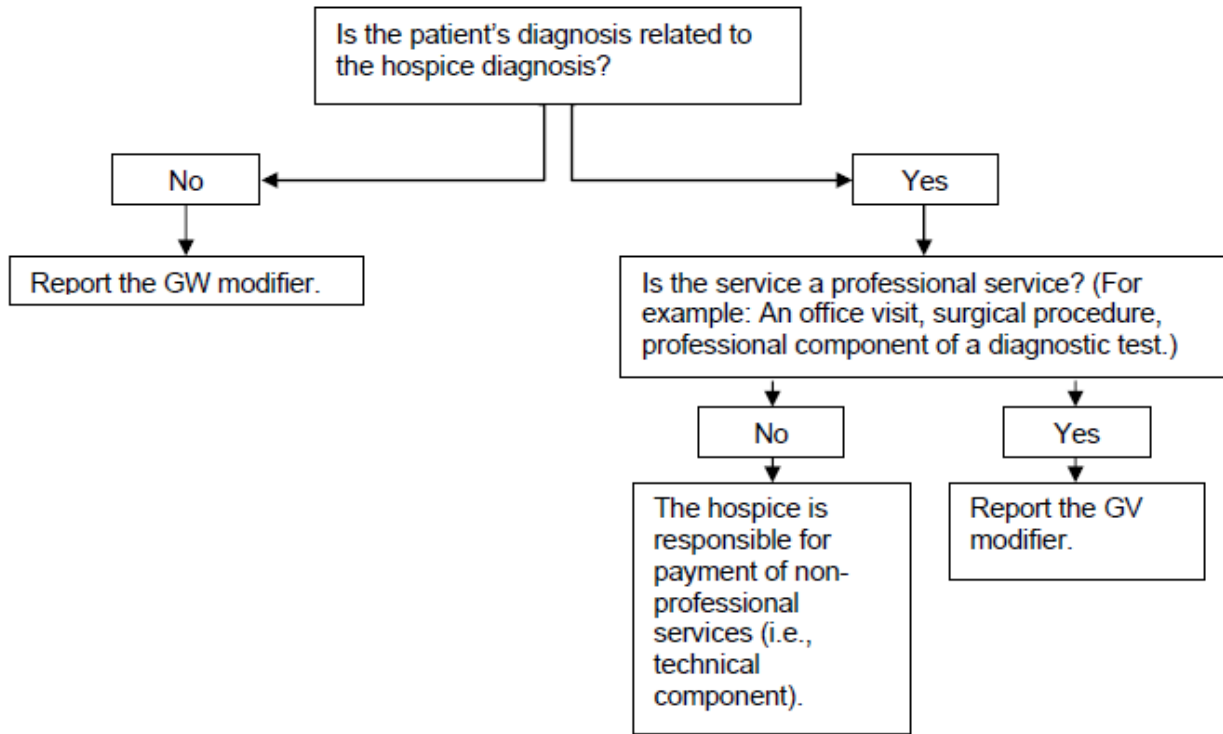 Is the patient’s diagnosis related to
the hospice diagnosis?
No
Yes
Report the GW modifier.
Is the service a professional service? (For
example: An office visit, surgical procedure,
professional component of a diagnostic test.)
No
Yes
The hospice is
responsible for
payment of non-
professional
services (i.e.,
technical
component).
Report the GV
modifier.